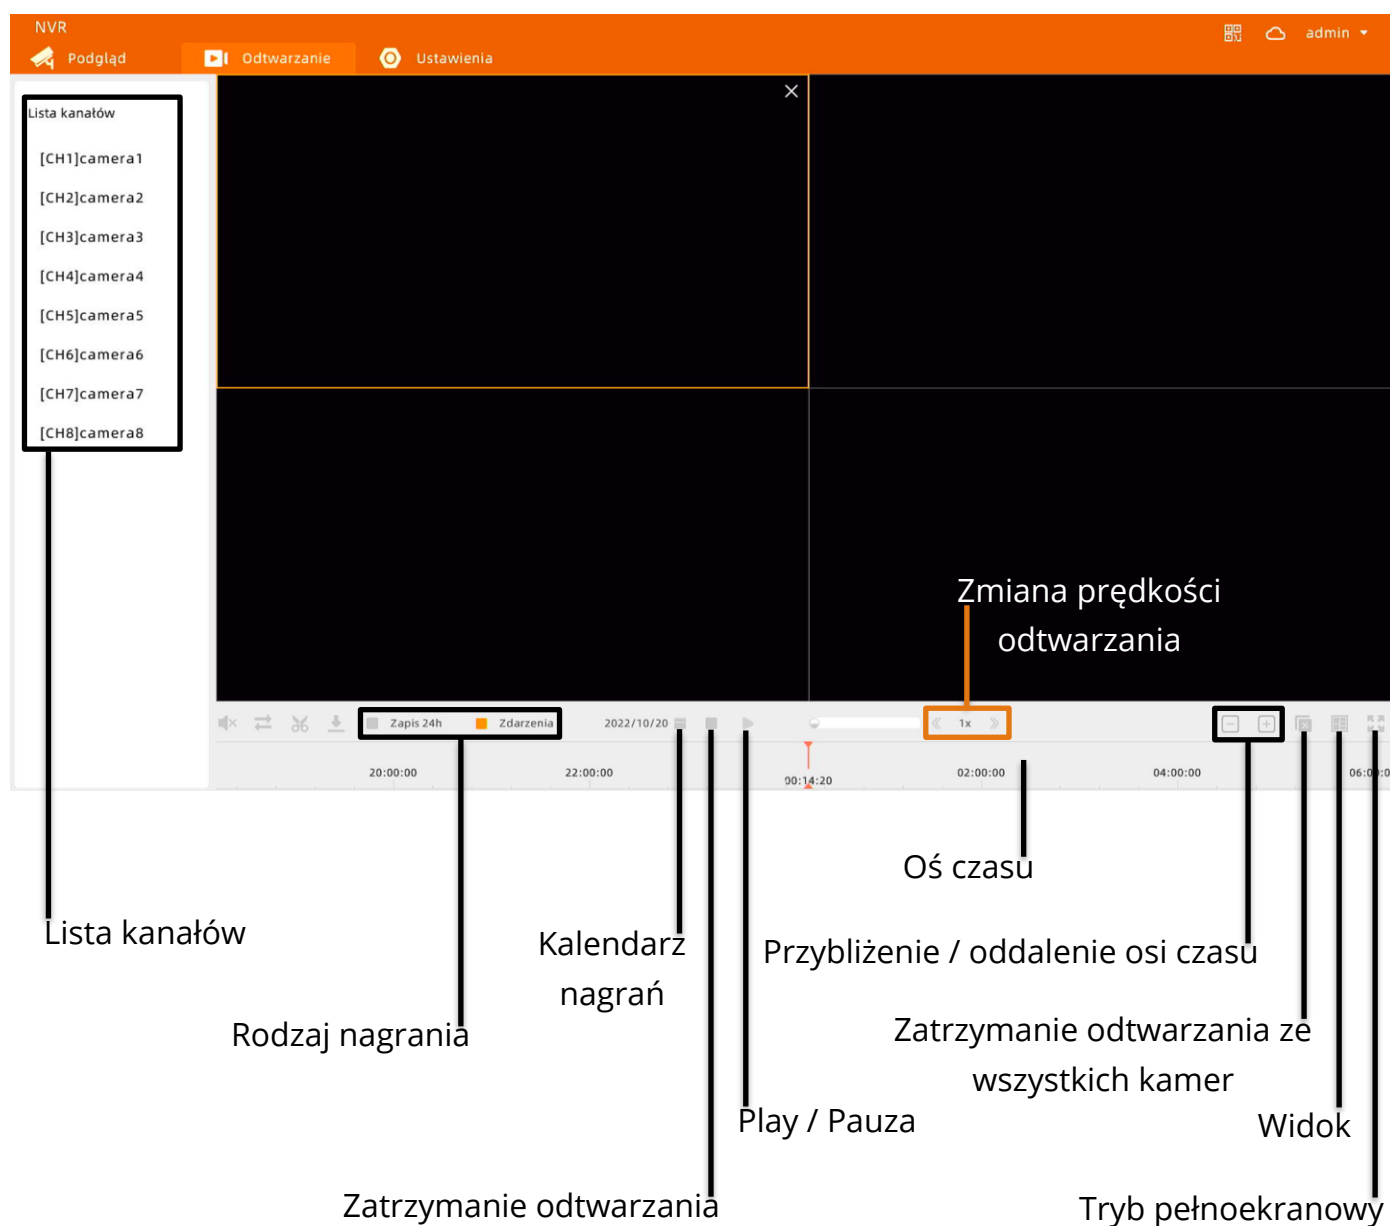 NVR
admin
Podgląd
Odtwarzanie
Ustawienia
Lista kanałów
[CH1]camera1
[CH2]camera2
[CH3]camera3
[CH4]camera4
[CH5]camera5
[CH6]camera6
[CH7]camera7
[CH8]camera8
Zmiana prędkości
odtwarzania
Zapis 24h
Zdarzenia
2022/10/20
1x
20:00:00
22:00:00
00:14:20
02:00:00
04:00:00
06:00:0
Oś czasu
Lista kanałów
Kalendarz
nagrań
Przybliżenie / oddalenie osi czasu
Rodzaj nagrania
Zatrzymanie odtwarzania ze
wszystkich kamer
Play / Pauza
Widok
Zatrzymanie odtwarzania
Tryb pełnoekranowy